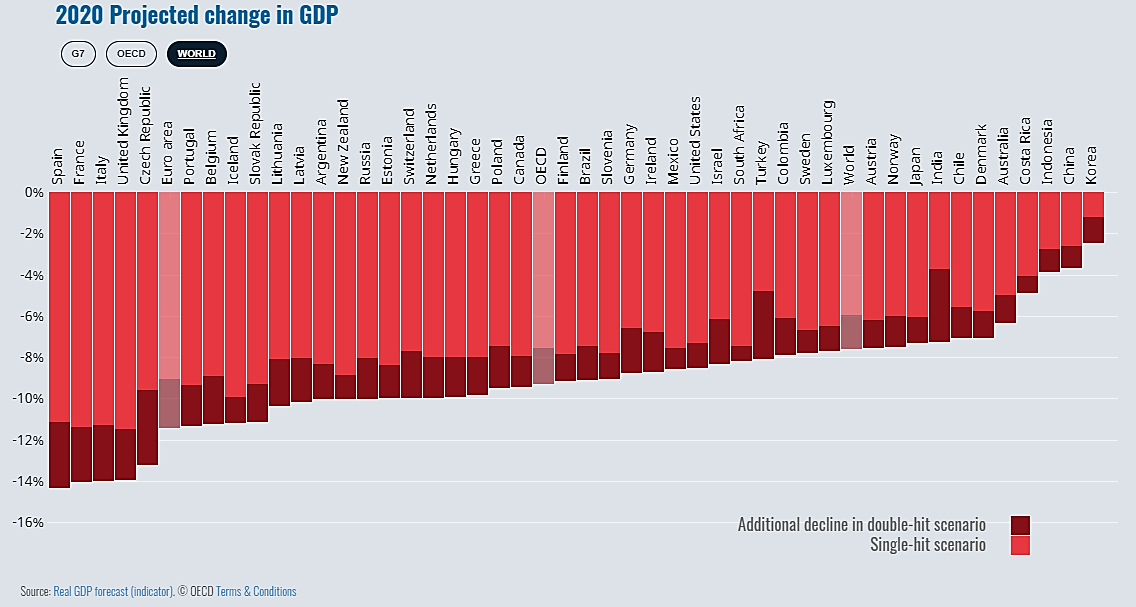 2020 Projected change in GDP
G7
OECD
WORLD
Spain
France
Italy
United Kingdom
Czech Republic
Euro area
Portugal
Belgium
Iceland
Slovak Republic
Lithuania
Latvia
Argentina
New Zealand
Russia
Estonia
Switzerland
Netherlands
Hungary
Greece
Poland
Canada
OECD
Finland
Brazil
Slovenia
Germany
Ireland
Mexico
United States
Israel
South Africa
Turkey
Colombia
Sweden
Luxembourg
World
Austria
Norway
Japan
India
Chile
Denmark
Australia
Costa Rica
Indonesia
China
Korea
0%
-2%
-4%
-6%
-8%
-10%
-12%
-14%
-16%
Additional decline in double-hit scenario
Single-hit scenario
Source: Real GDP forecast (indicator). © OECD Terms & Conditions